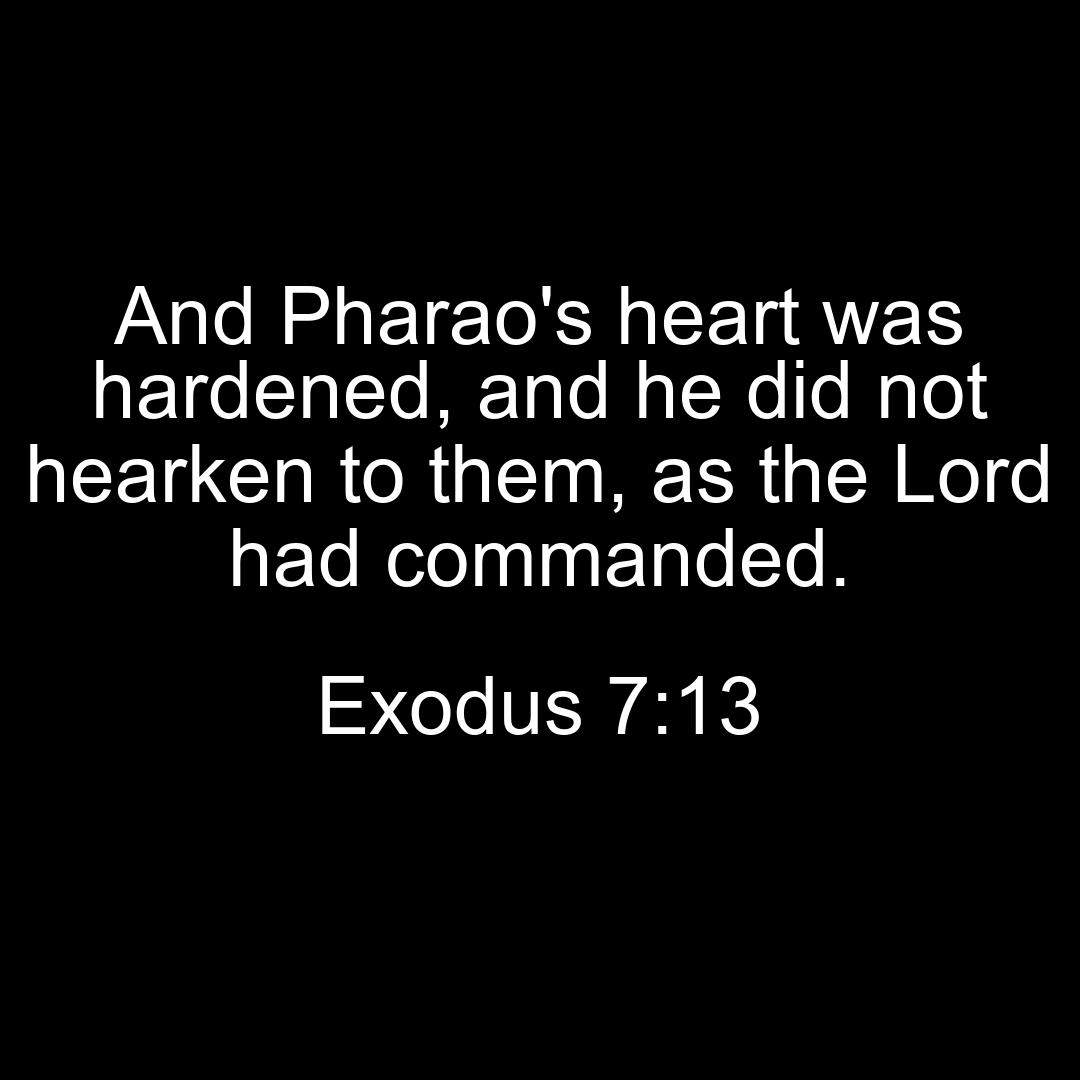 And Pharao's heart was
hardened, and he did not
hearken to them, as the Lord
had commanded.
Exodus 7:13